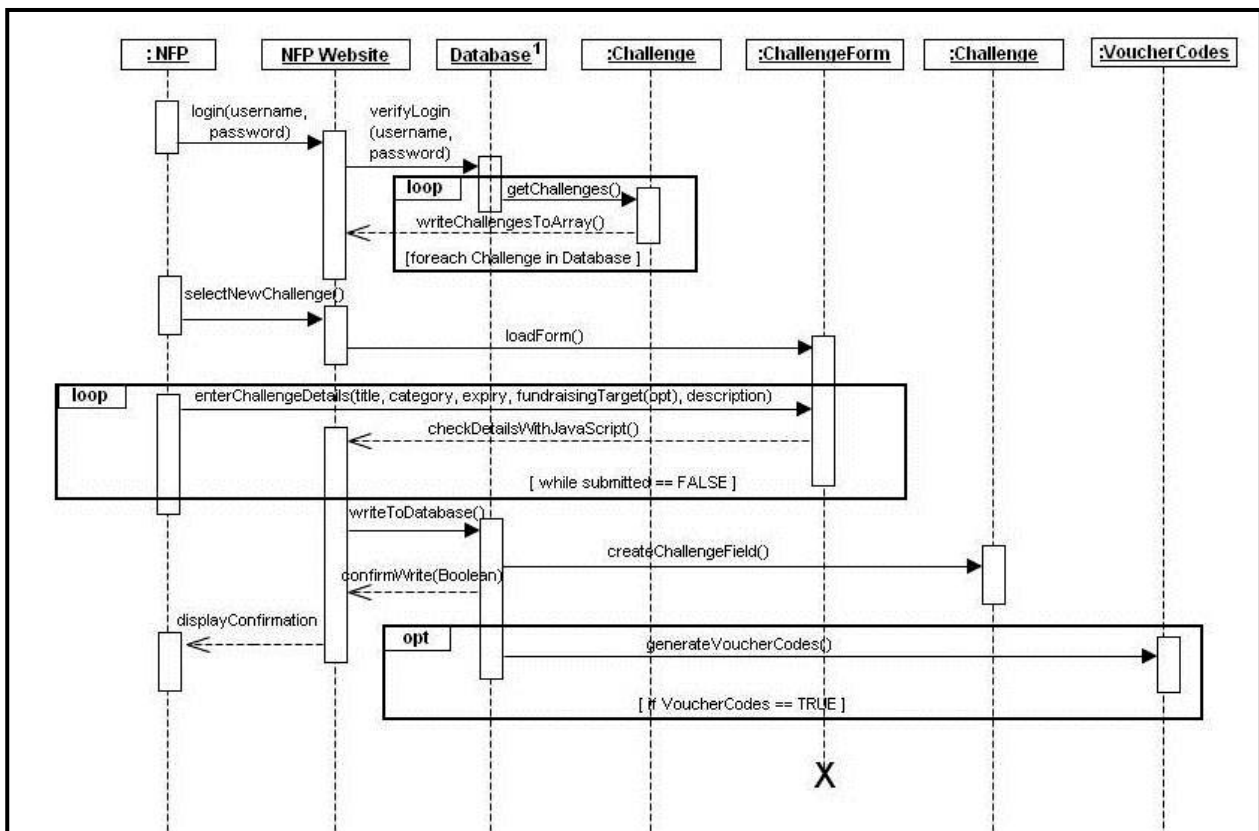 : NFP
NFP Website
Database1
:Challenge
:ChallengeForm
:Challenge
:VoucherCodes
login(username,
password)
verifyLogin
(username,
password)
loop
getChallenges()
writeChallengesToArray()
[foreach Challenge in Database ]
selectNewChallenge()
loadForm()
loop
enterChallengeDetails(title, category, expiry, fundraisingTarget(opt), description)
checkDetailsWithJavaScript()
[ while submitted == FALSE ]
writeToDatabase()
createChallengeField()
confirmWrite(Boolean)
displayConfirmation
opt
generateVoucherCodes()
[ if VoucherCodes == TRUE ]
X